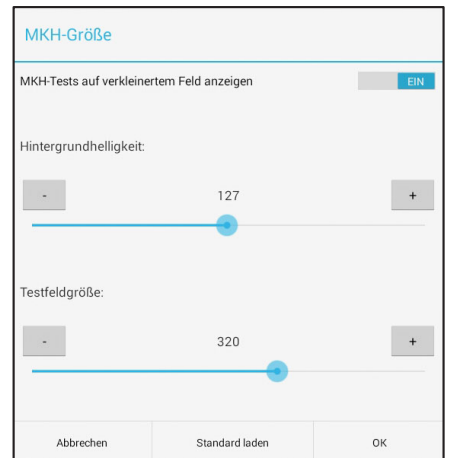 MKH-Größe
MKH-Tests auf verkleinertem Feld anzeigen EIN
Hintergrundhelligkeit:
- 127 +
Testfeldgröße:
- 320 +
Abbrechen Standard laden OK